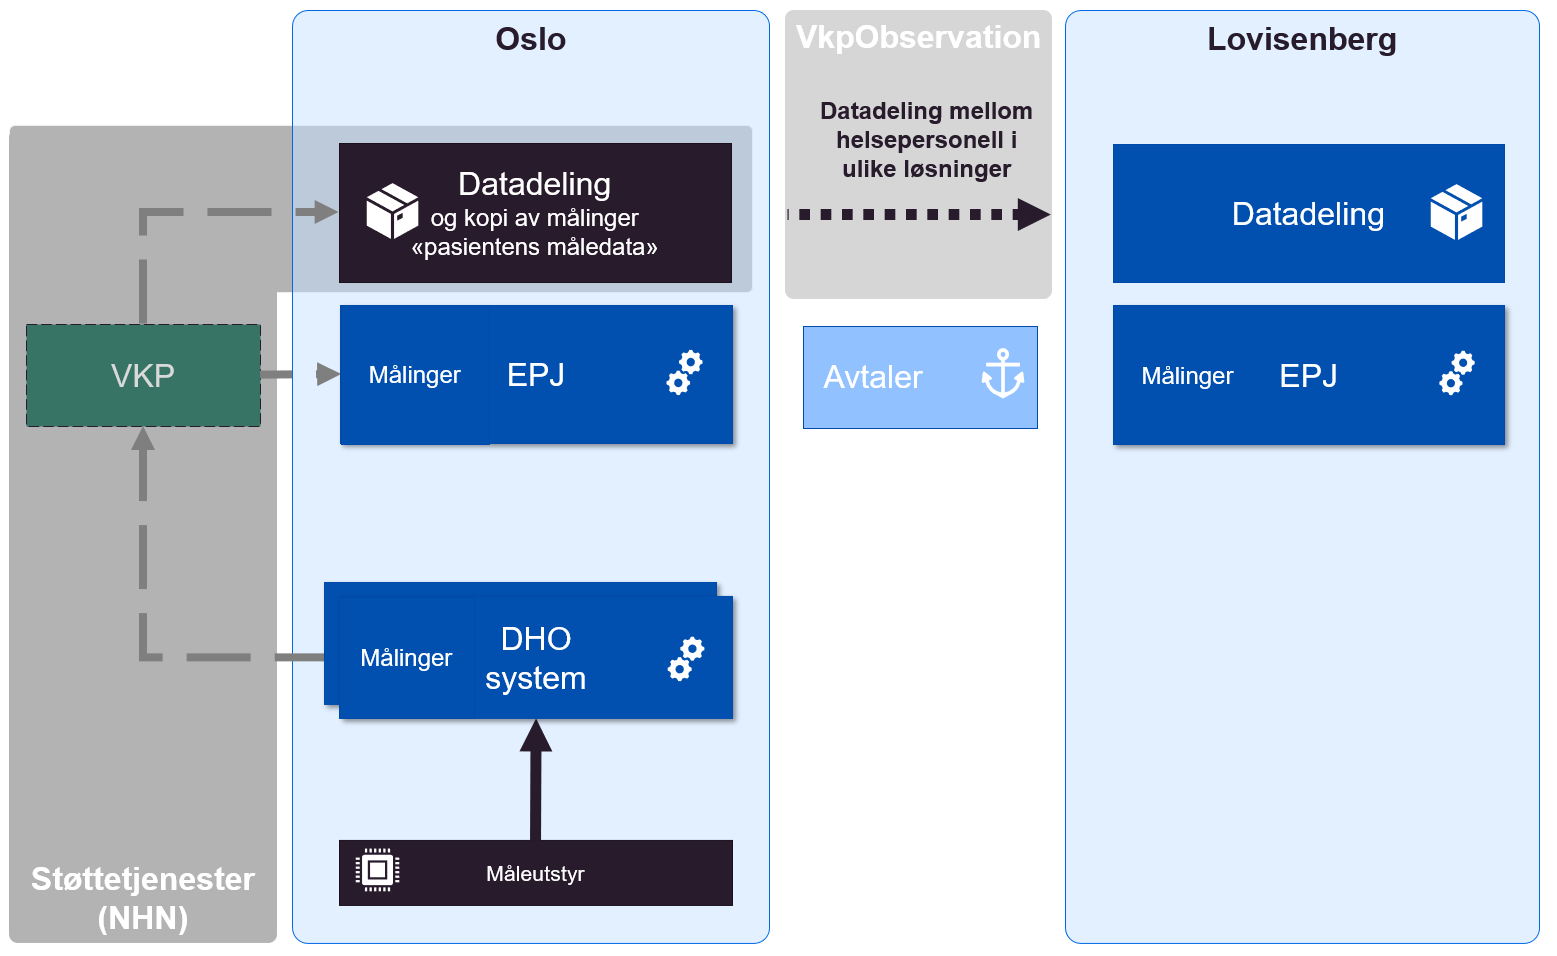 Oslo
VkpObservation
Lovisenberg
Datadeling mellom
helsepersonell i
ulike løsninger
Datadeling
og kopi av målinger
«pasientens måledata»
Datadeling
VKP
Målinger
EPJ
Avtaler
Målinger
EPJ
Målinger
DHO
system
Måleutstyr
Støttetjenester
(NHN)